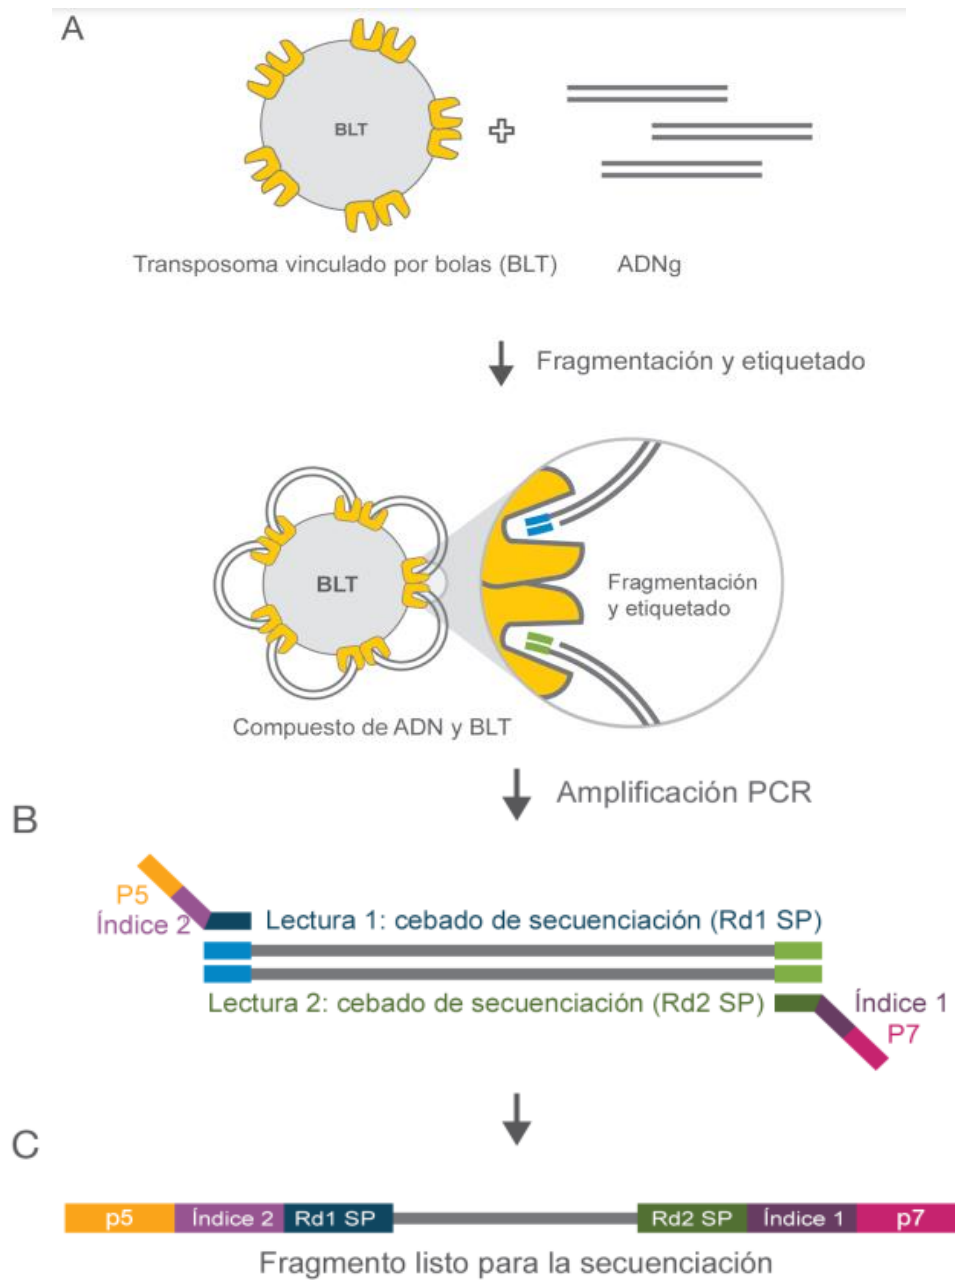 A
BLT
Transposoma vinculado por bolas (BLT)
ADNg
Fragmentación y etiquetado
BLT
Fragmentación
y etiquetado
Compuesto de ADN y BLT
Amplificación PCR
B
P5
Índice 2
Lectura 1: cebado de secuenciación (Rd1 SP)
Lectura 2: cebado de secuenciación (Rd2 SP)
Índice 1
P7
C
p5
Índice 2
Rd1 SP
Rd2 SP
Índice 1
p7
Fragmento listo para la secuenciación